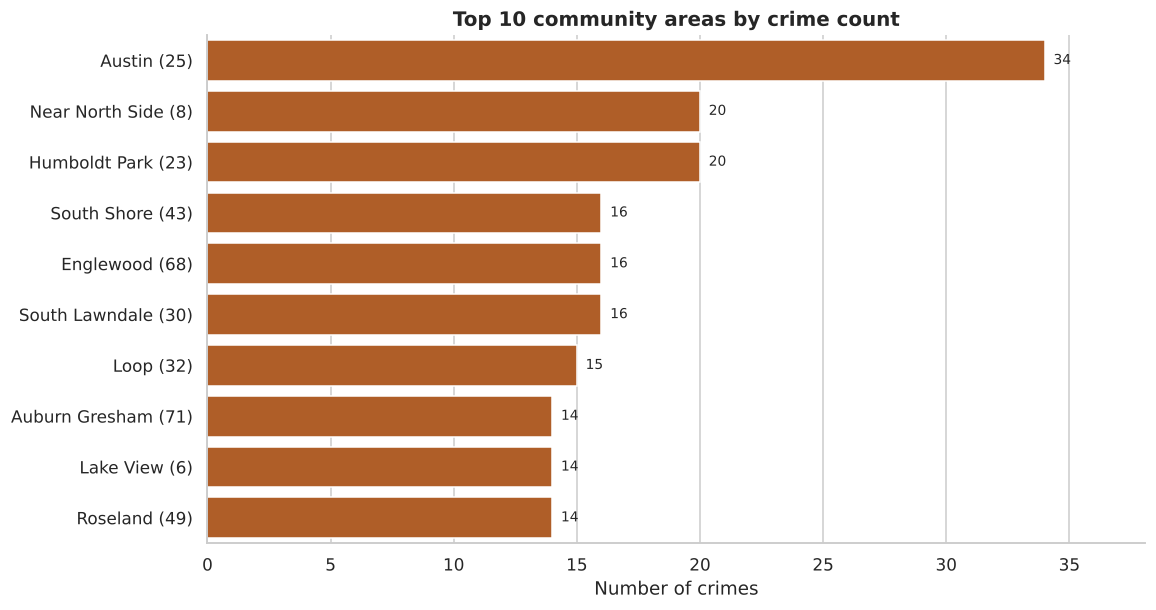 Top 10 community areas by crime count
Austin (25) 34
Near North Side (8) 20
Humboldt Park (23) 20
South Shore (43) 16
Englewood (68) 16
South Lawndale (30) 16
Loop (32) 15
Auburn Gresham (71) 14
Lake View (6) 14
Roseland (49) 14
0 5 10 15 20 25 30 35
Number of crimes